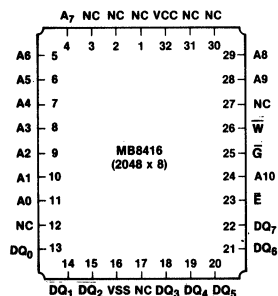 A7 NC NC NC VCC NC NC
4 3 2 1 32 31 30
A6 5 29 A8
A5 6 28 A9
A4 7 27 NC
A3 8 26 W̅
A2 9 25 G̅
A1 10 24 A10
A0 11 23 E̅
NC 12 22 DQ7
DQ0 13 21 DQ6
MB8416
(2048 x 8)
14 15 16 17 18 19 20
DQ1 DQ2 VSS NC DQ3 DQ4 DQ5